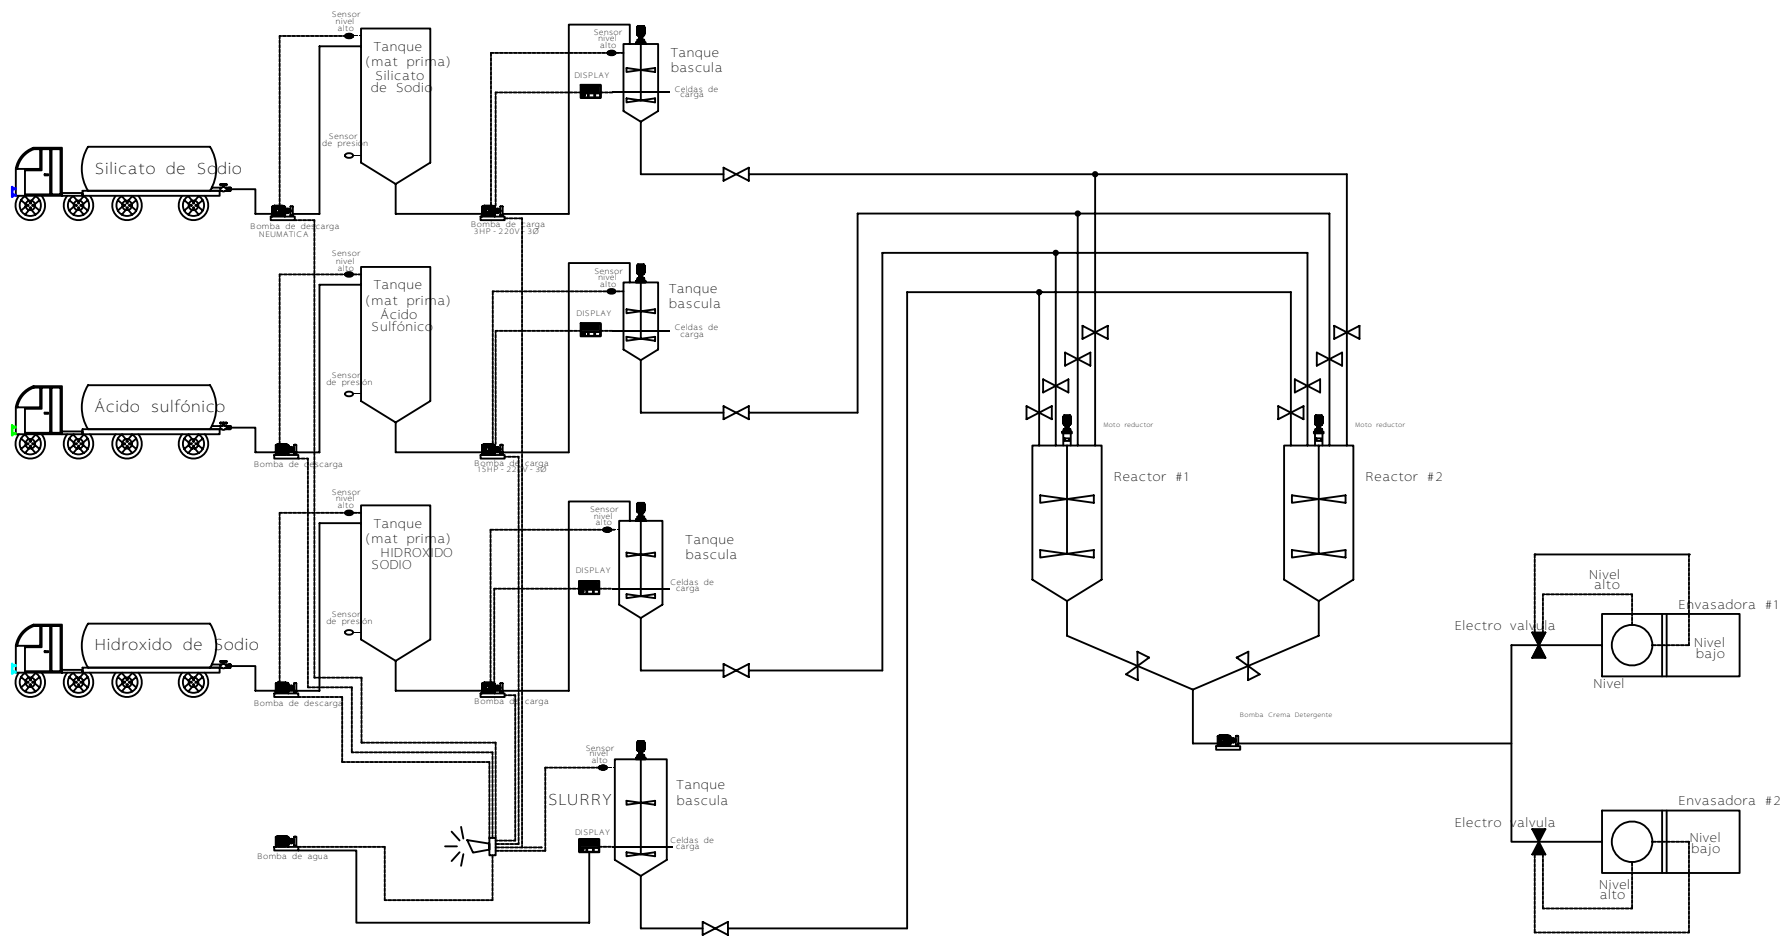 Sensor
nivel
alto
Tanque
(mat prima)
Silicato
de Sodio
Sensor
de presión
Silicato de Sodio
Bomba de descarga
NEUMATICA
Sensor
nivel
alto
DISPLAY
Tanque
bascula
Celdas de
carga
Bomba de carga
3HP - 220V - 3Ø
Sensor
nivel
alto
Tanque
(mat prima)
Ácido
Sulfónico
Sensor
de presión
Ácido sulfónico
Bomba de descarga
Sensor
nivel
alto
DISPLAY
Tanque
bascula
Celdas de
carga
Bomba de carga
15HP - 220V - 3Ø
Sensor
nivel
alto
Tanque
(mat prima)
HIDROXIDO
SODIO
Sensor
de presión
Hidroxido de Sodio
Bomba de descarga
Sensor
nivel
alto
DISPLAY
Tanque
bascula
Celdas de
carga
Bomba de carga
Sensor
nivel
alto
SLURRY
Tanque
bascula
DISPLAY
Celdas de
carga
Bomba de agua
Moto reductor
Reactor #1
Moto reductor
Reactor #2
Bomba Crema Detergente
Nivel
alto
Envasadora #1
Electro valvula
Nivel
bajo
Nivel
Envasadora #2
Electro valvula
Nivel
bajo
Nivel
alto